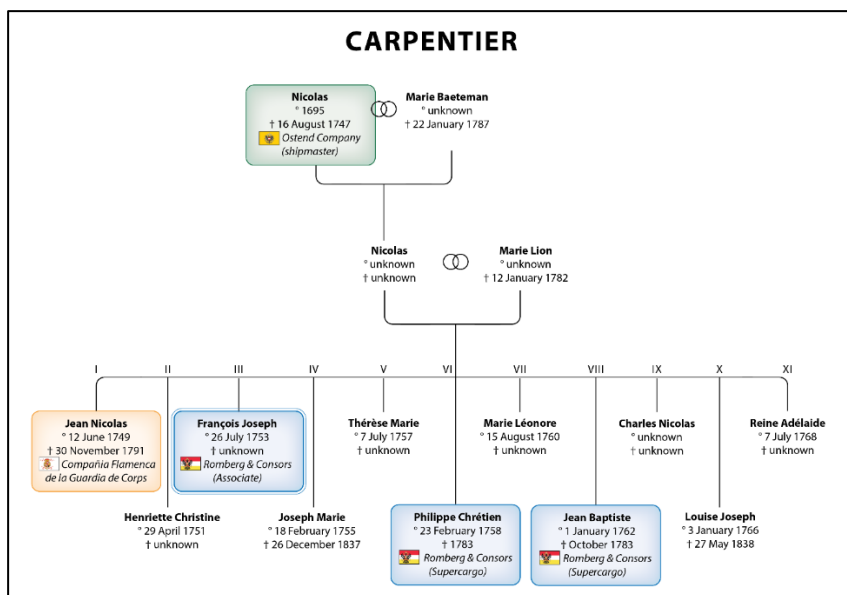 CARPENTIER
Nicolas
° 1695
† 16 August 1747
Ostend Company
(shipmaster)
Marie Baeteman
° unknown
† 22 January 1787
Nicolas
° unknown
† unknown
Marie Lion
° unknown
† 12 January 1782
I
II
III
IV
V
VI
VII
VIII
IX
X
XI
Jean Nicolas
° 12 June 1749
† 30 November 1791
Compañia Flamenca
de la Guardia de Corps
François Joseph
° 26 July 1753
† unknown
Romberg & Consors
(Associate)
Thérèse Marie
° 7 July 1757
† unknown
Marie Léonore
° 15 August 1760
† unknown
Charles Nicolas
° unknown
† unknown
Reine Adélaide
° 7 July 1768
† unknown
Henriette Christine
° 29 April 1751
† unknown
Joseph Marie
° 18 February 1755
† 26 December 1837
Philippe Chrétien
° 23 February 1758
† 1783
Romberg & Consors
(Supercargo)
Jean Baptiste
° 1 January 1762
† October 1783
Romberg & Consors
(Supercargo)
Louise Joseph
° 3 January 1766
† 27 May 1838